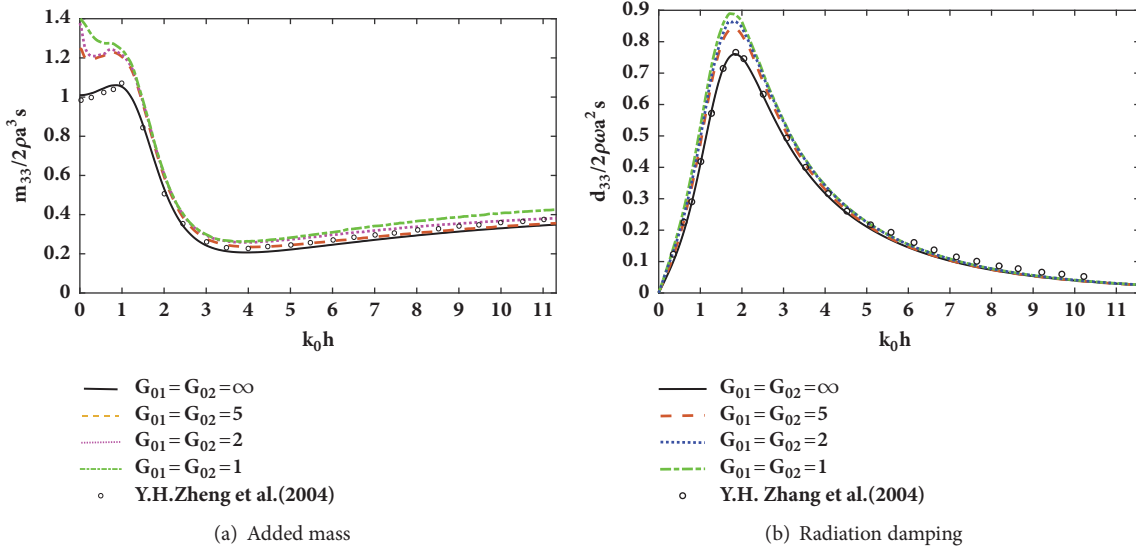 1.4
1.2
1
0.8
0.6
0.4
0.2
0
m₃₃/2ρa³s
0 1 2 3 4 5 6 7 8 9 10 11
k₀h
G₀₁ = G₀₂ = ∞
G₀₁ = G₀₂ = 5
G₀₁ = G₀₂ = 2
G₀₁ = G₀₂ = 1
Y.H.Zheng et al.(2004)
(a) Added mass
0.9
0.8
0.7
0.6
0.5
0.4
0.3
0.2
0.1
0
d₃₃/2ρωa²s
0 1 2 3 4 5 6 7 8 9 10 11
k₀h
G₀₁ = G₀₂ = ∞
G₀₁ = G₀₂ = 5
G₀₁ = G₀₂ = 2
G₀₁ = G₀₂ = 1
Y.H. Zhang et al.(2004)
(b) Radiation damping